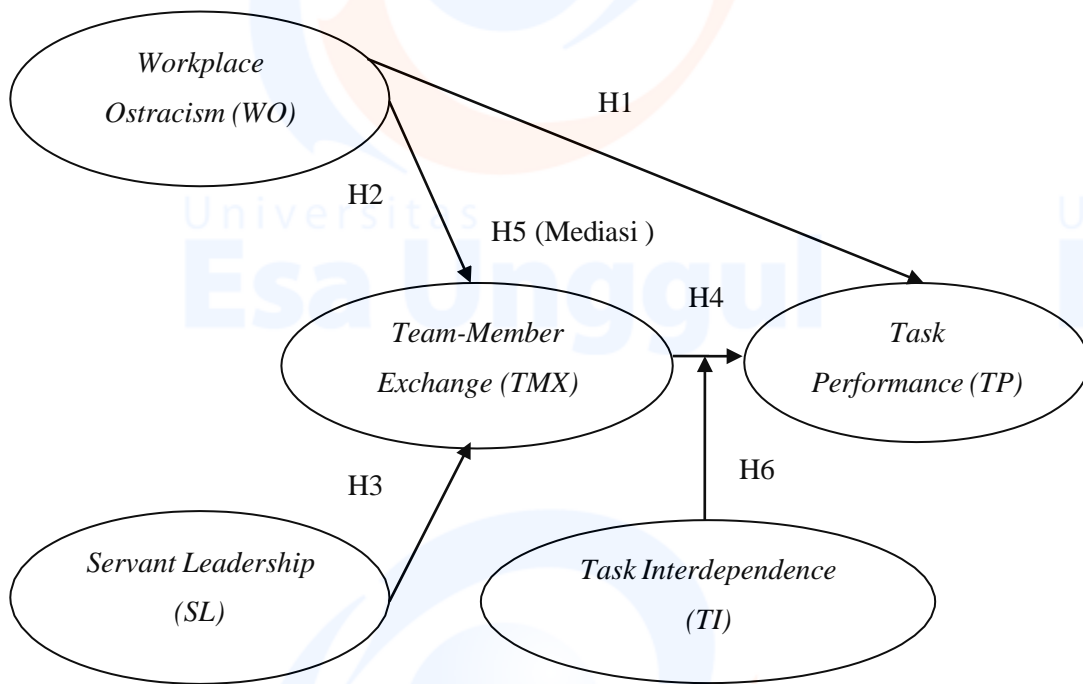 Workplace
Ostracism (WO)
H1
H2
Universitas
Esa Unggul
U
H5 (Mediasi )
H4
Team-Member
Exchange (TMX)
Task
Performance (TP)
H3
H6
Servant Leadership
(SL)
Task Interdependence
(TI)